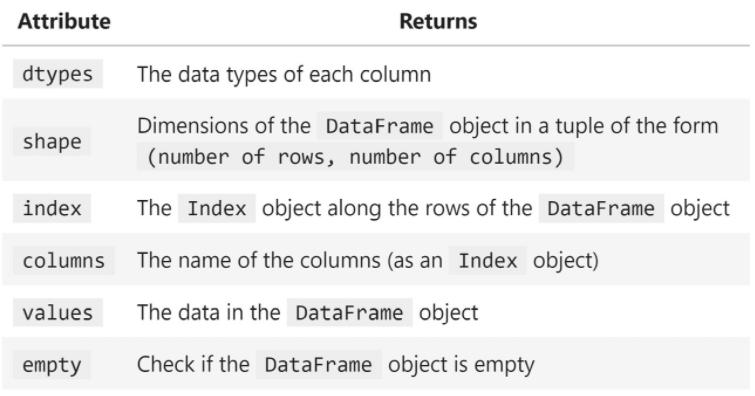 Attribute Returns
dtypes The data types of each column
Dimensions of the DataFrame object in a tuple of the form
shape
(number of rows, number of columns)
index The Index object along the rows of the DataFrame object
columns The name of the columns (as an Index object)
values The data in the DataFrame object
empty Check if the DataFrame object is empty